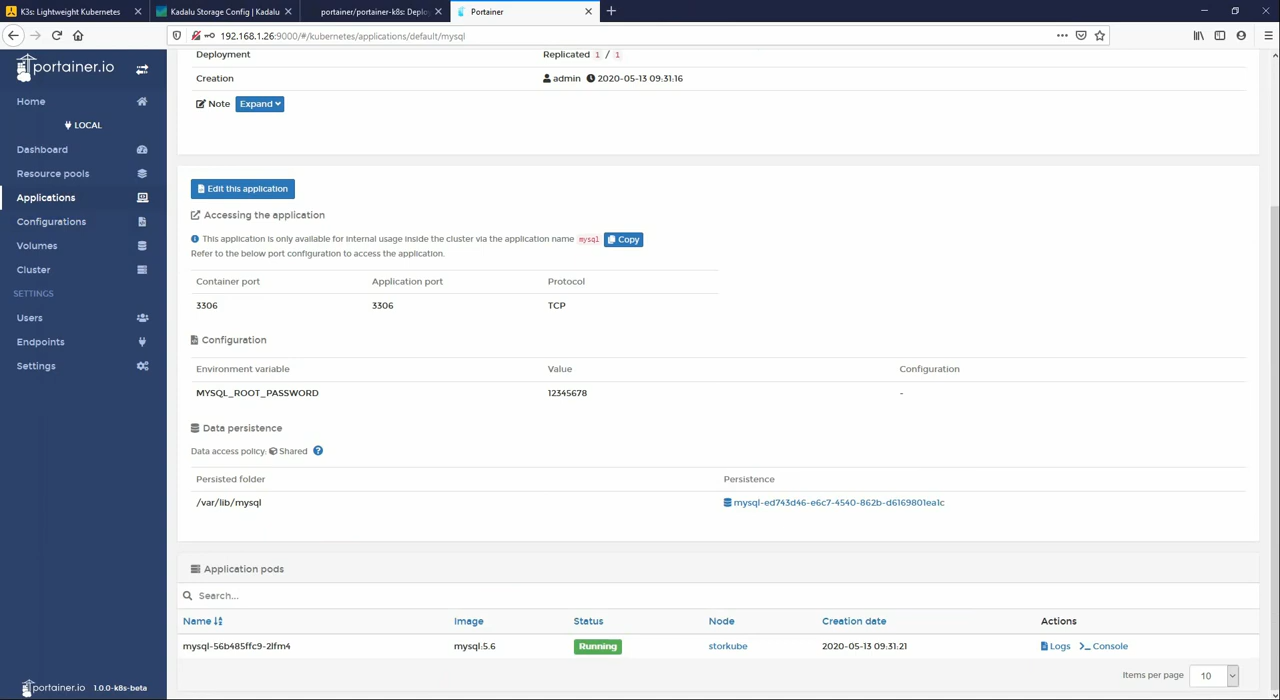 K3s: Lightweight Kubernetes
Kadalu Storage Config | Kadalu
portainer/portainer-k8s: Deplo
Portainer
192.168.1.26:9000/#/kubernetes/applications/default/mysql
portainer.io
Home
LOCAL
Dashboard
Resource pools
Applications
Configurations
Volumes
Cluster
SETTINGS
Users
Endpoints
Settings
portainer.io 1.0.0-k8s-beta
Deployment Replicated 1 / 1
Creation admin 2020-05-13 09:31:16
Note Expand
Edit this application
Accessing the application
This application is only available for internal usage inside the cluster via the application name mysql Copy
Refer to the below port configuration to access the application.
Container port Application port Protocol
3306 3306 TCP
Configuration
Environment variable Value Configuration
MYSQL_ROOT_PASSWORD 12345678 -
Data persistence
Data access policy: Shared
Persisted folder Persistence
/var/lib/mysql mysql-ed743d46-e6c7-4540-862b-d6169801ea1c
Application pods
Search...
Name Image Status Node Creation date Actions
mysql-56b485ffc9-2lfm4 mysql:5.6 Running storkube 2020-05-13 09:31:21 Logs >_ Console
Items per page 10